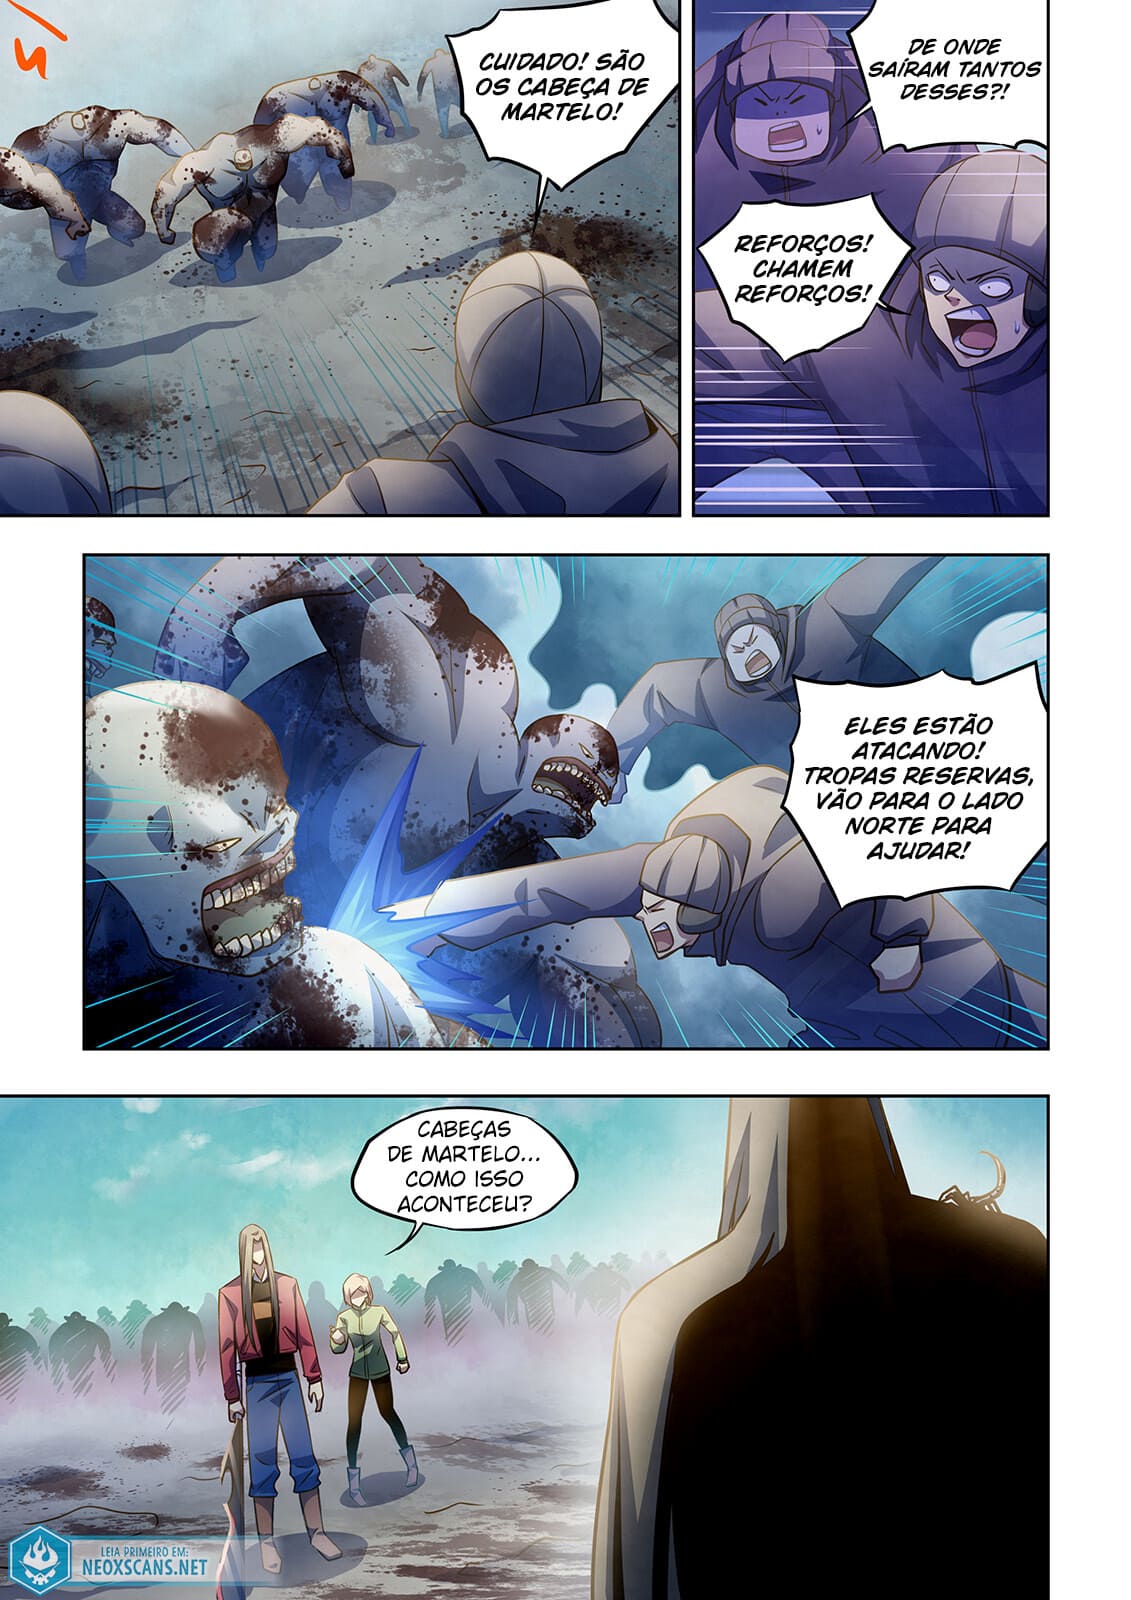 CUIDADO! SÃO
OS CABEÇA DE
MARTELO!
DE ONDE
SAÍRAM TANTOS
DESSES?!
REFORÇOS!
CHAMEM
REFORÇOS!
ELES ESTÃO
ATACANDO!
TROPAS RESERVAS,
VÃO PARA O LADO
NORTE PARA
AJUDAR!
CABEÇAS
DE MARTELO...
COMO ISSO
ACONTECEU?
LEIA PRIMEIRO EM:
NEOXSCANS.NET